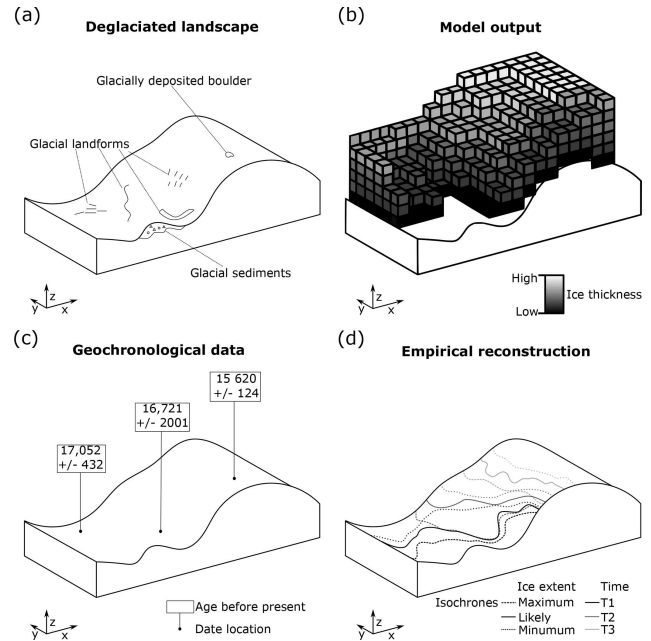 (a)
Deglaciated landscape
Glacially deposited boulder
Glacial landforms
Glacial sediments
z
y
x
(b)
Model output
High
Ice thickness
Low
z
y
x
(c)
Geochronological data
15 620
+/- 124
16,721
+/- 2001
17,052
+/- 432
Age before present
Date location
z
y
x
(d)
Empirical reconstruction
Ice extent Time
Isochrones Maximum T1
Likely T2
Minumum T3
z
y
x